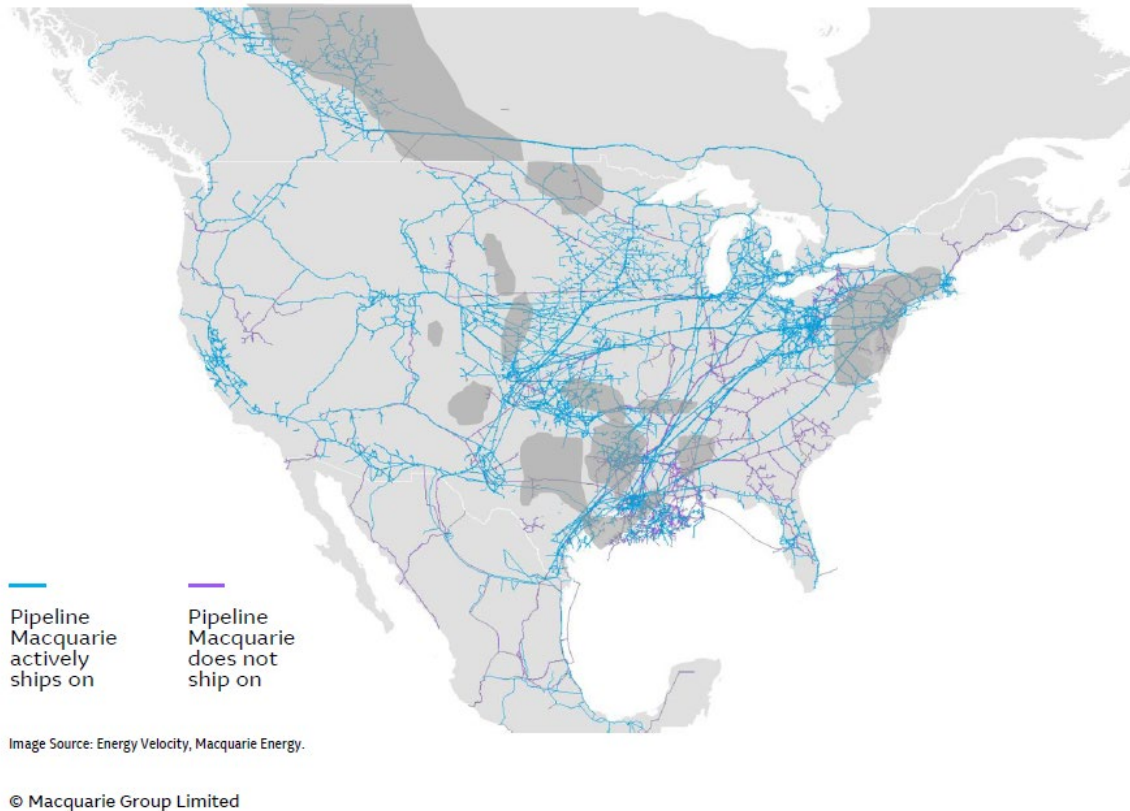 Pipeline
Macquarie
actively
ships on
Pipeline
Macquarie
does not
ship on
Image Source: Energy Velocity, Macquarie Energy.
© Macquarie Group Limited